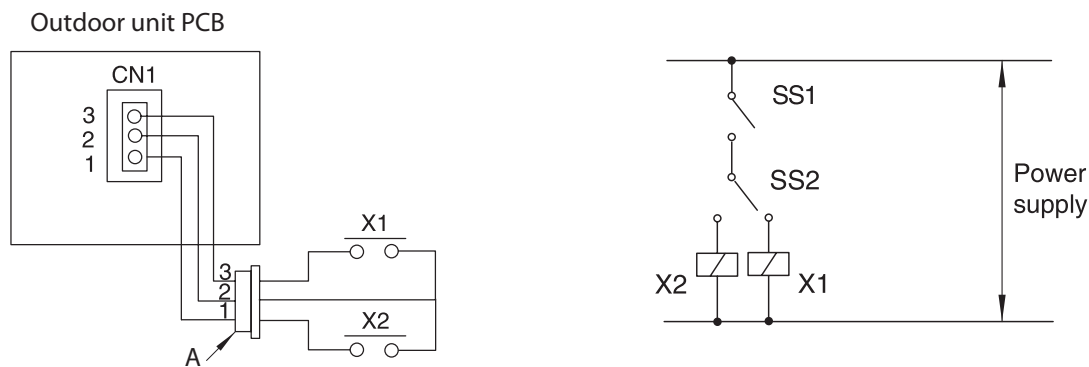 Outdoor unit PCB
CN1
3
2
1
3
2
1
X1
X2
A
SS1
SS2
X2
X1
Power
supply